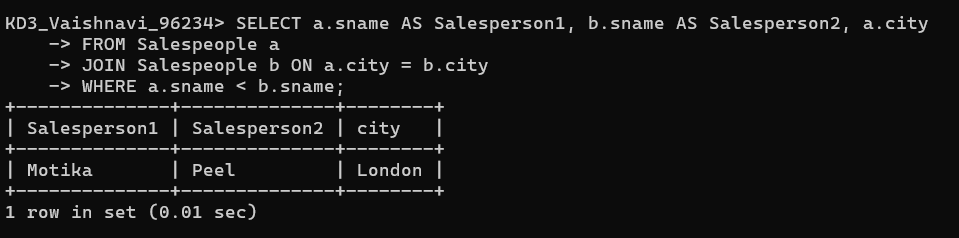 KD3_Vaishnavi_96234> SELECT a.sname AS Salesperson1, b.sname AS Salesperson2, a.city
    -> FROM Salespeople a
    -> JOIN Salespeople b ON a.city = b.city
    -> WHERE a.sname < b.sname;
+--------------+--------------+--------+
| Salesperson1 | Salesperson2 | city   |
+--------------+--------------+--------+
| Motika       | Peel         | London |
+--------------+--------------+--------+
1 row in set (0.01 sec)